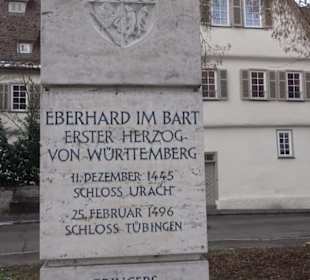 EBERHARD IM BART
ERSTER HERZOG
VON WÜRTTEMBERG
11. DEZEMBER 1445
SCHLOSS „URACH"
25. FEBRUAR 1496
SCHLOSS TÜBINGEN